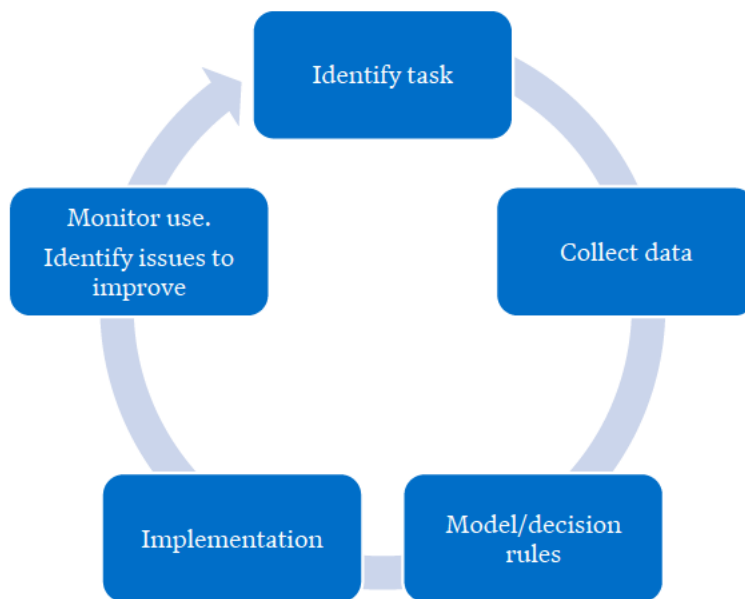 Identify task
Collect data
Model/decision
rules
Implementation
Monitor use.
Identify issues to
improve